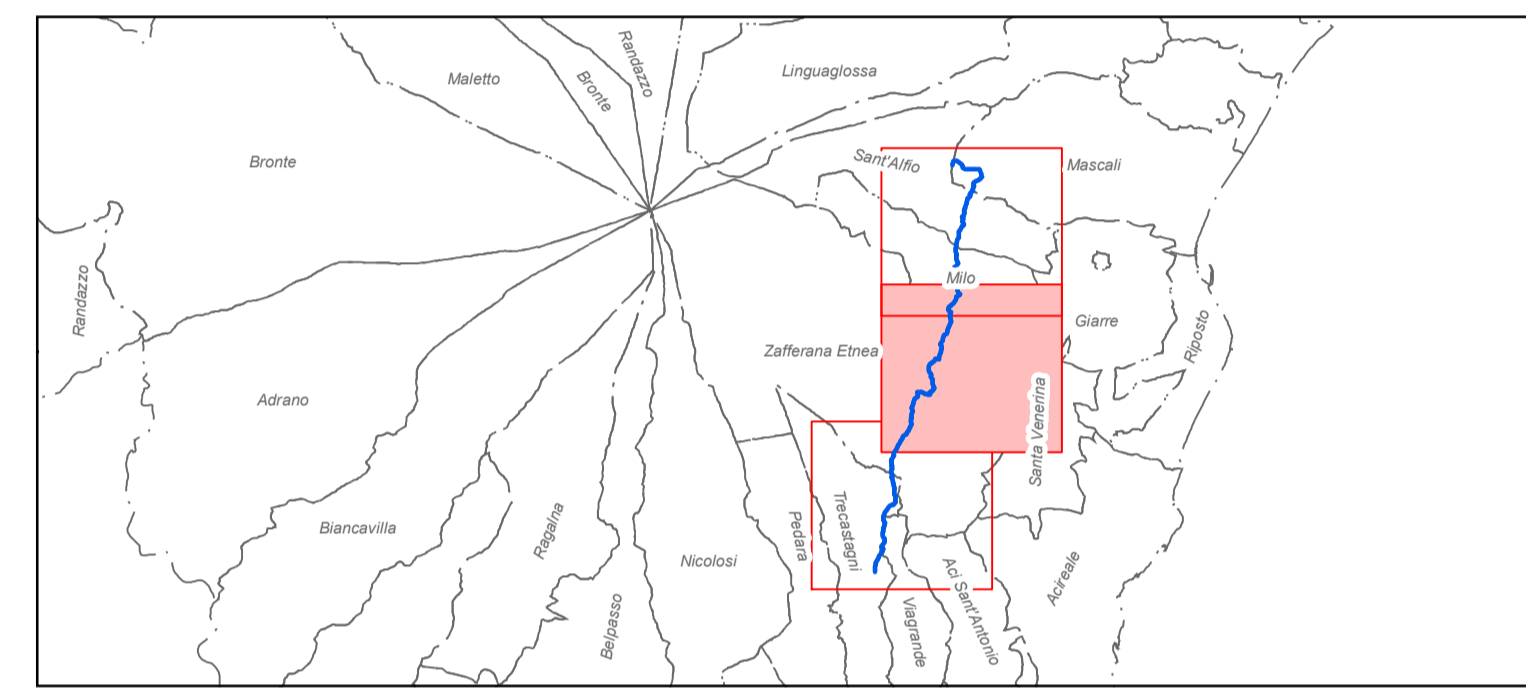 Randazzo
Maletto
Bronte
Linguaglossa
Bronte
Sant'Alfio
Mascali
Randazzo
Milo
Giarre
Riposto
Zafferana Etnea
Adrano
Santa Venerina
Biancavilla
Ragalna
Nicolosi
Pedara
Trecastagni
Belpasso
Viagrande
Aci Sant'Antonio
Acireale